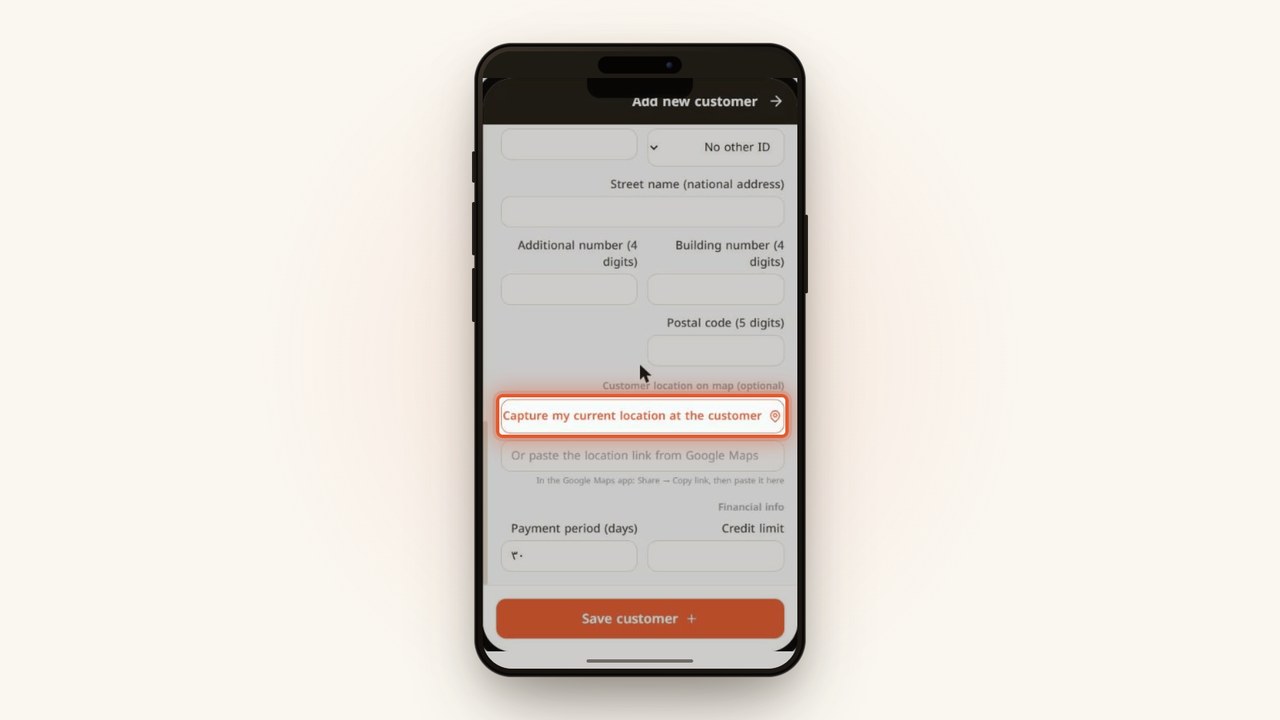 Add new customer →
No other ID
Street name (national address)
Building number (4 digits)
Additional number (4 digits)
Postal code (5 digits)
Customer location on map (optional)
Capture my current location at the customer
Or paste the location link from Google Maps
In the Google Maps app: Share → Copy link, then paste it here
Financial info
Credit limit
Payment period (days)
٣٠
Save customer +